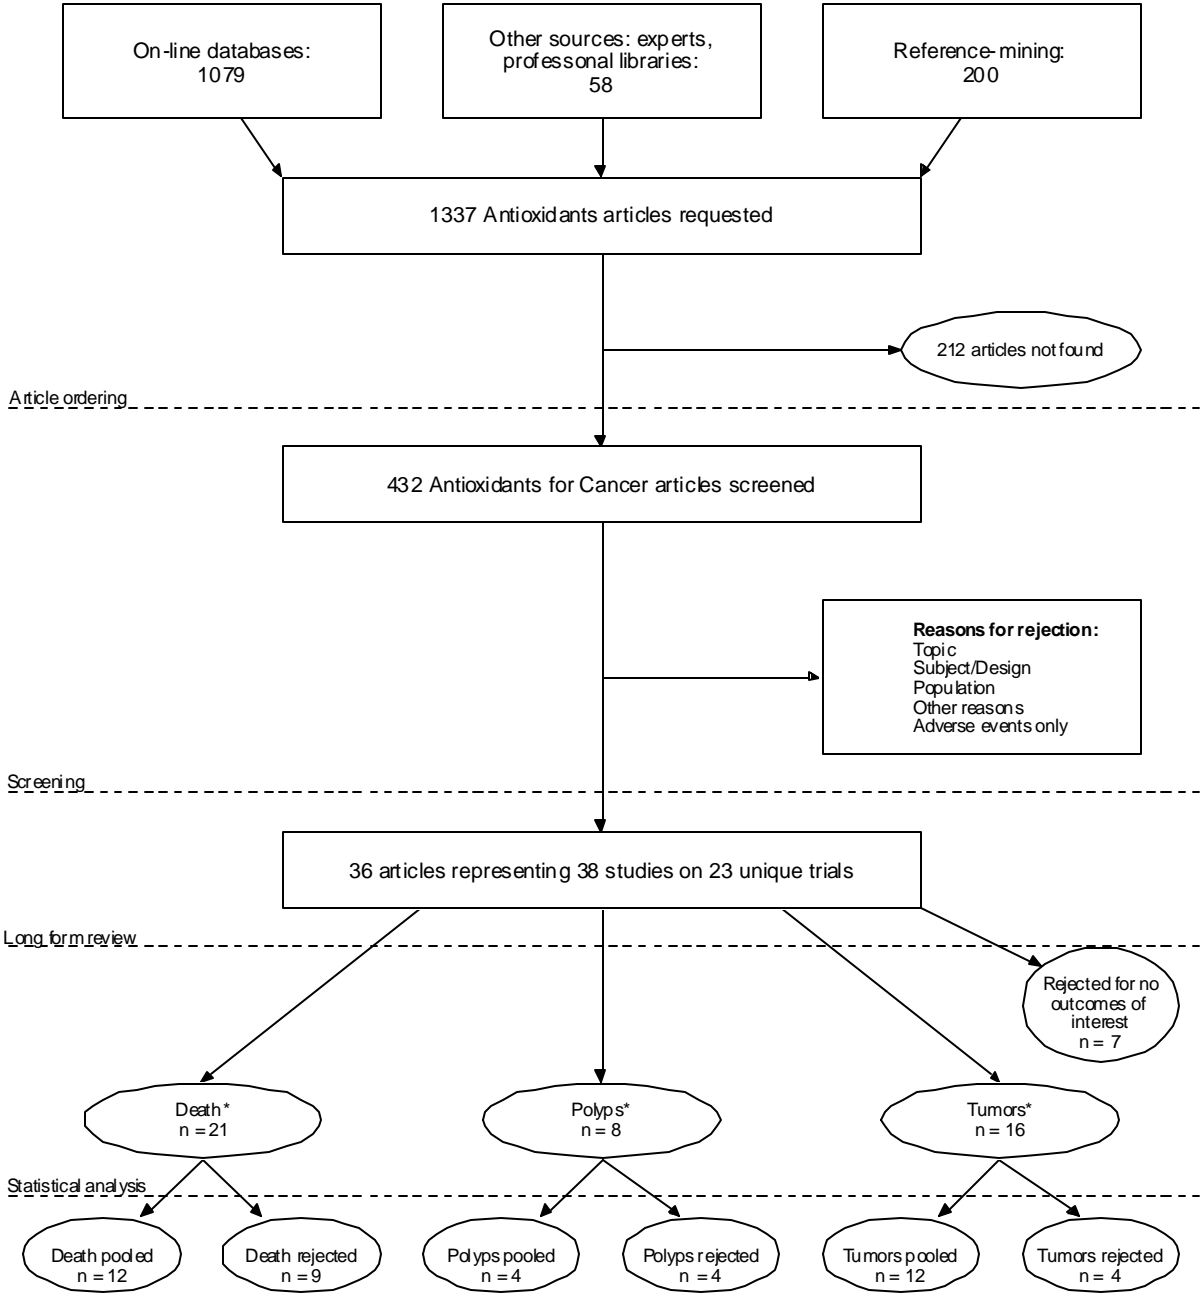 On-line databases:
1079
Other sources: experts,
professonal libraries:
58
Reference-mining:
200
1337 Antioxidants articles requested
212 articles not found
Article ordering
432 Antioxidants for Cancer articles screened
Reasons for rejection:
Topic
Subject/Design
Population
Other reasons
Adverse events only
Screening
36 articles representing 38 studies on 23 unique trials
Long form review
Rejected for no
outcomes of
interest
n = 7
Death*
n = 21
Polyps*
n = 8
Tumors*
n = 16
Statistical analysis
Death pooled
n = 12
Death rejected
n = 9
Polyps pooled
n = 4
Polyps rejected
n = 4
Tumors pooled
n = 12
Tumors rejected
n = 4